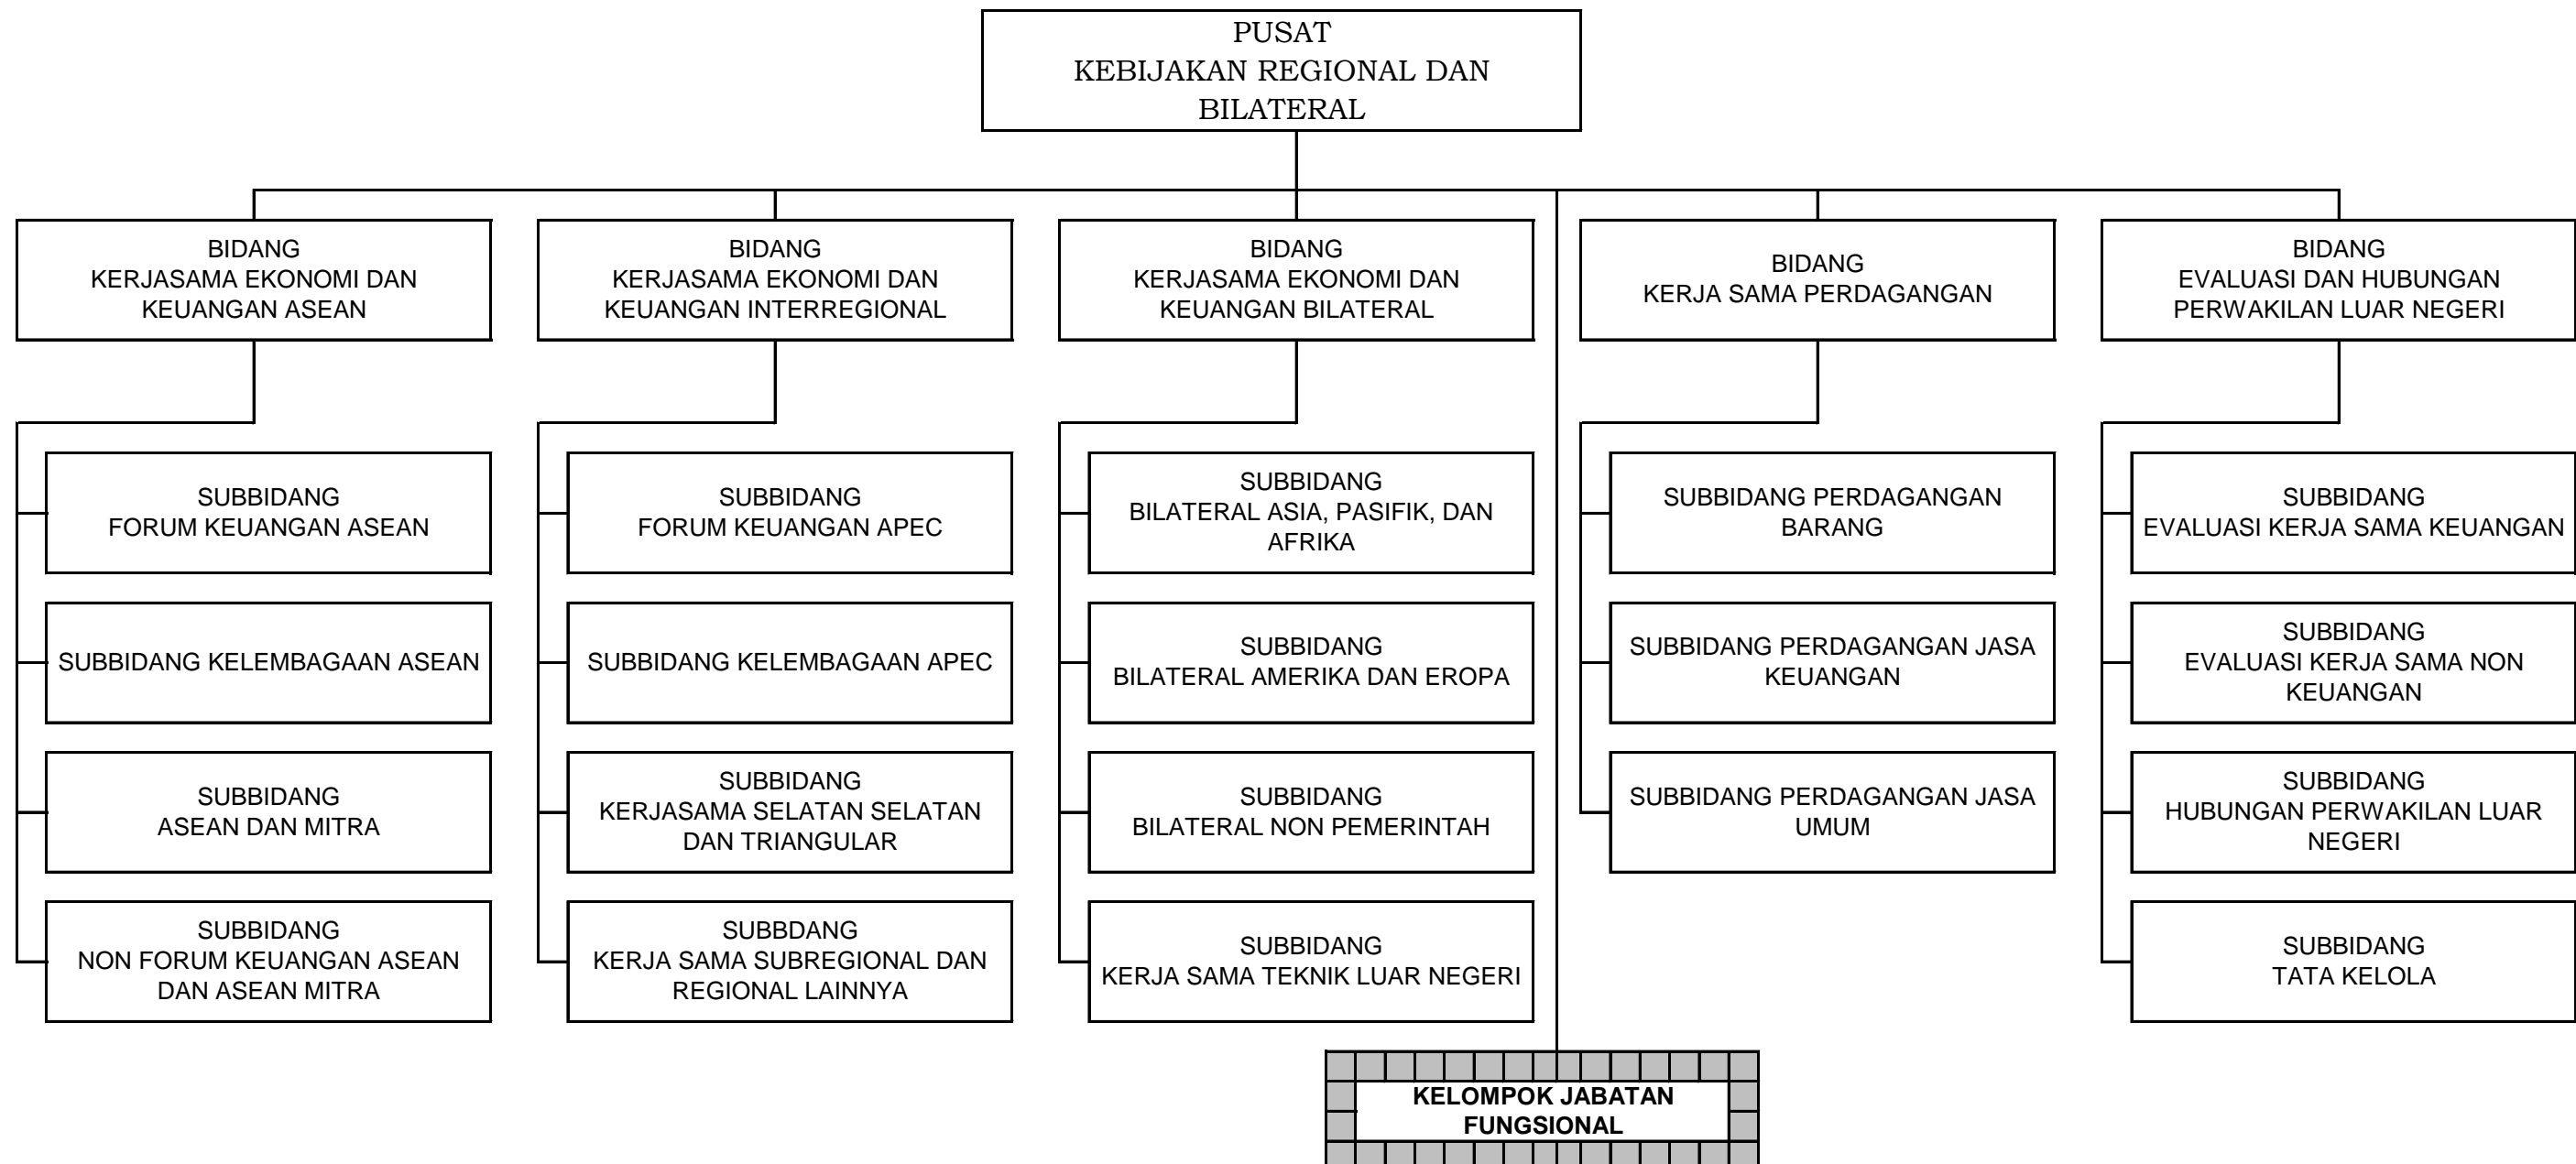 PUSAT
KEBIJAKAN REGIONAL DAN
BILATERAL
BIDANG
KERJASAMA EKONOMI DAN
KEUANGAN ASEAN
BIDANG
KERJASAMA EKONOMI DAN
KEUANGAN INTERREGIONAL
BIDANG
KERJASAMA EKONOMI DAN
KEUANGAN BILATERAL
BIDANG
KERJA SAMA PERDAGANGAN
BIDANG
EVALUASI DAN HUBUNGAN
PERWAKILAN LUAR NEGERI
SUBBIDANG
FORUM KEUANGAN ASEAN
SUBBIDANG KELEMBAGAAN ASEAN
SUBBIDANG
ASEAN DAN MITRA
SUBBIDANG
NON FORUM KEUANGAN ASEAN
DAN ASEAN MITRA
SUBBIDANG
FORUM KEUANGAN APEC
SUBBIDANG KELEMBAGAAN APEC
SUBBIDANG
KERJASAMA SELATAN SELATAN
DAN TRIANGULAR
SUBBDANG
KERJA SAMA SUBREGIONAL DAN
REGIONAL LAINNYA
SUBBIDANG
BILATERAL ASIA, PASIFIK, DAN
AFRIKA
SUBBIDANG
BILATERAL AMERIKA DAN EROPA
SUBBIDANG
BILATERAL NON PEMERINTAH
SUBBIDANG
KERJA SAMA TEKNIK LUAR NEGERI
SUBBIDANG PERDAGANGAN
BARANG
SUBBIDANG PERDAGANGAN JASA
KEUANGAN
SUBBIDANG PERDAGANGAN JASA
UMUM
SUBBIDANG
EVALUASI KERJA SAMA KEUANGAN
SUBBIDANG
EVALUASI KERJA SAMA NON
KEUANGAN
SUBBIDANG
HUBUNGAN PERWAKILAN LUAR
NEGERI
SUBBIDANG
TATA KELOLA
KELOMPOK JABATAN
FUNGSIONAL